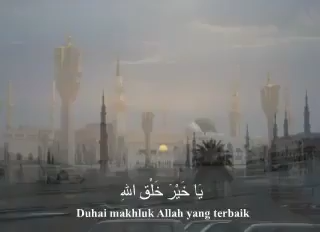 يَا خَيْرَ خَلْقِ اللهِ
Duhai makhluk Allah yang terbaik